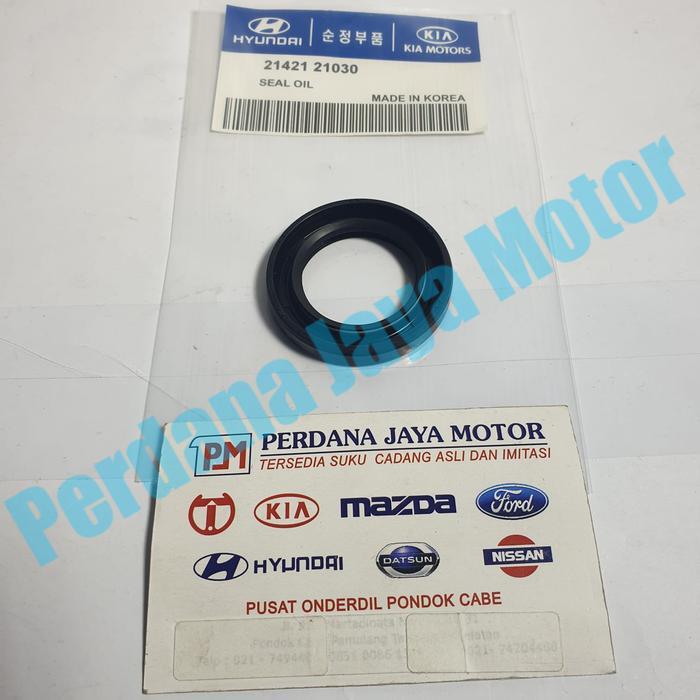 HYUNDAI 순정부품 KIA KIA MOTORS
21421 21030
SEAL OIL
MADE IN KOREA
Perdana Jaya Motor
PM PERDANA JAYA MOTOR
TERSEDIA SUKU CADANG ASLI DAN IMITASI
KIA mazda Ford
HYUNDAI DATSUN NISSAN
PUSAT ONDERDIL PONDOK CABE